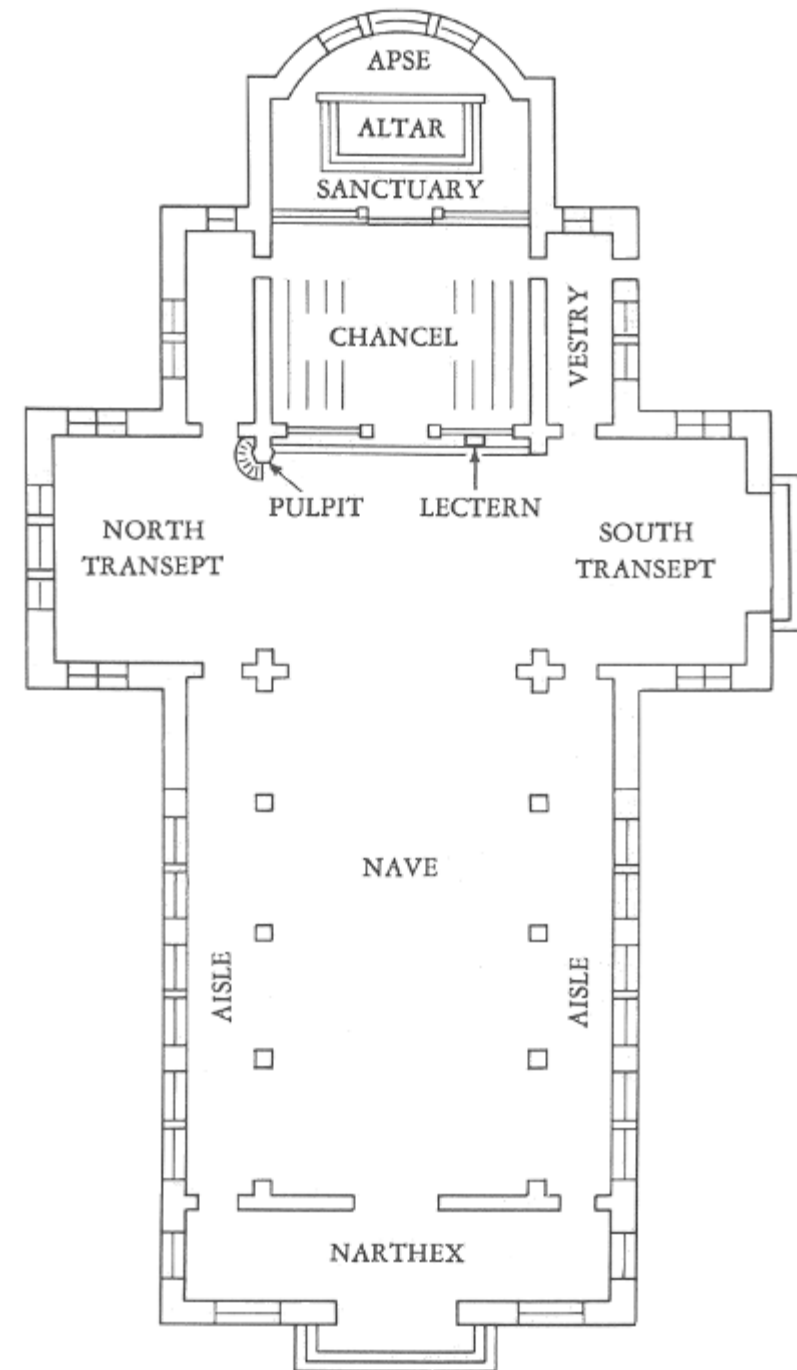 APSE
ALTAR
SANCTUARY
CHANCEL
VESTRY
PULPIT
LECTERN
NORTH
TRANSEPT
SOUTH
TRANSEPT
NAVE
AISLE
AISLE
NARTHEX